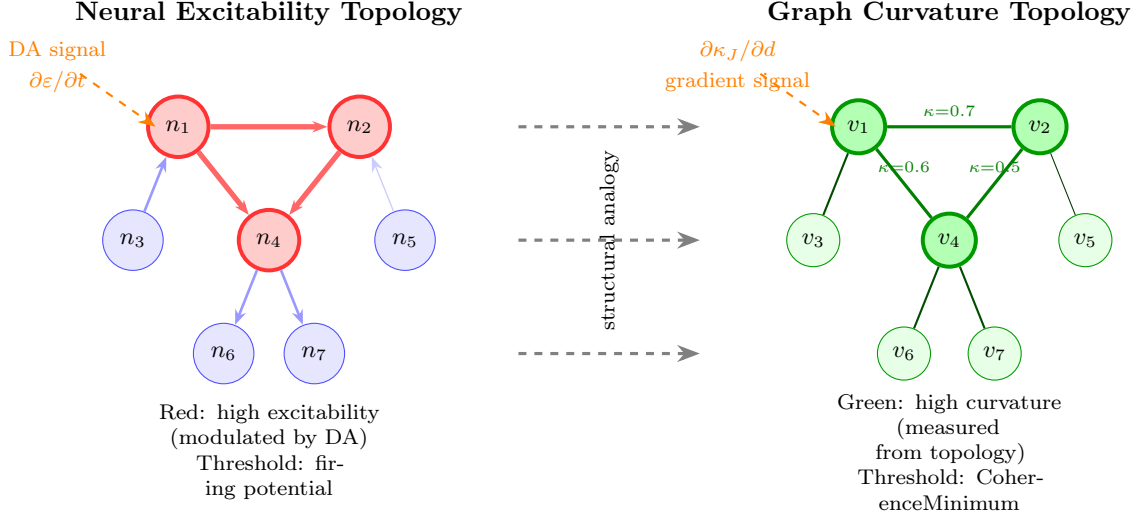 Neural Excitability Topology
DA signal
∂ε/∂t
n₁
n₂
n₃
n₄
n₅
n₆
n₇
Red: high excitability
(modulated by DA)
Threshold: fir-
ing potential
structural analogy
Graph Curvature Topology
∂κ_J/∂d
gradient signal
v₁
κ=0.7
v₂
κ=0.6
κ=0.5
v₃
v₄
v₅
v₆
v₇
Green: high curvature
(measured
from topology)
Threshold: Coher-
enceMinimum